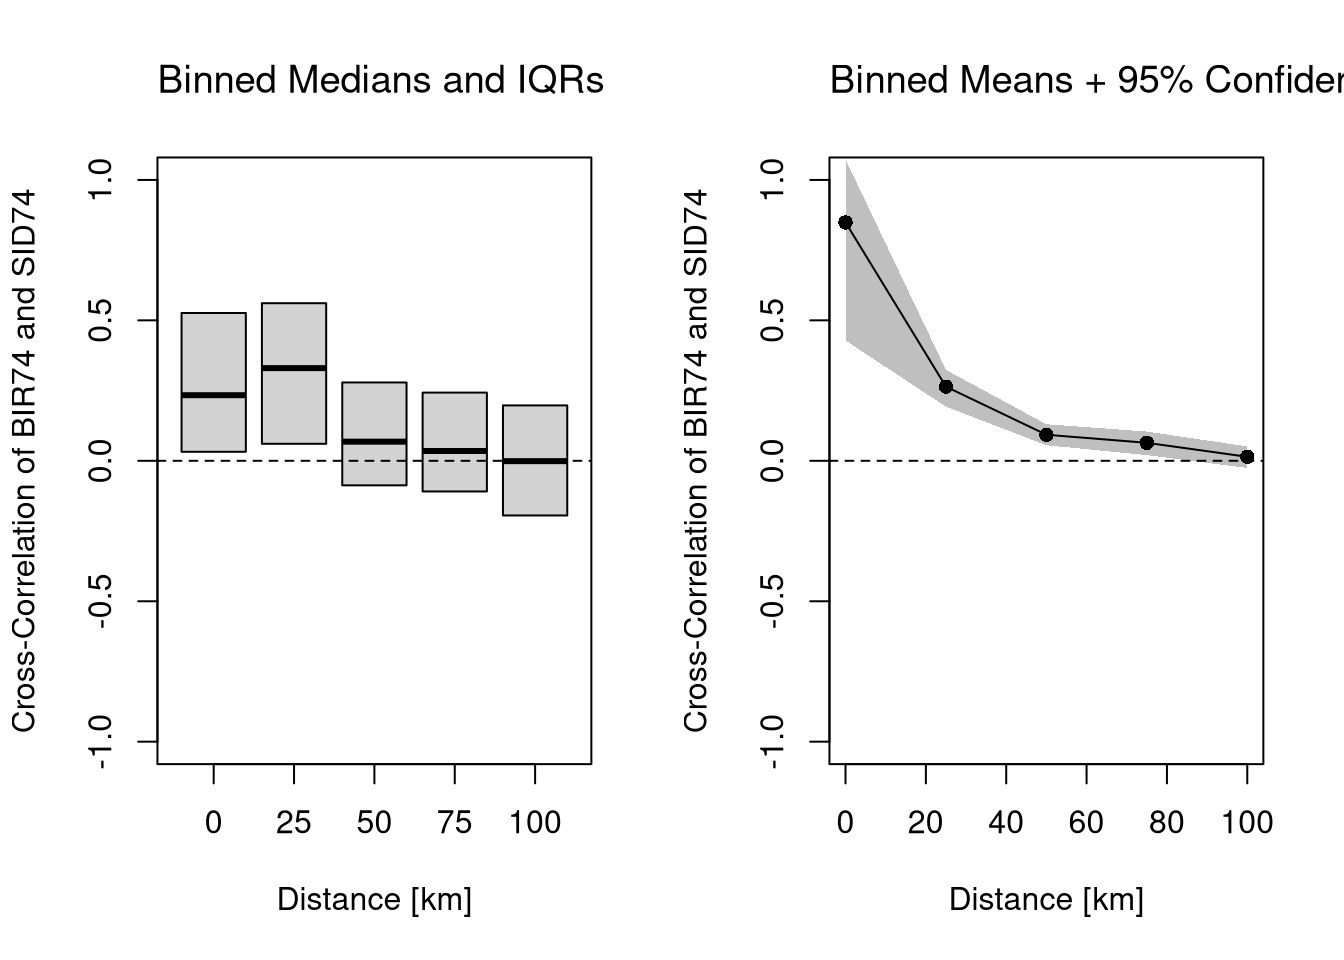 Binned Medians and IQRs
Cross-Correlation of BIR74 and SID74
1.0
0.5
0.0
-0.5
-1.0
0 25 50 75 100
Distance [km]
Binned Means + 95% Confider
Cross-Correlation of BIR74 and SID74
1.0
0.5
0.0
-0.5
-1.0
0 20 40 60 80 100
Distance [km]